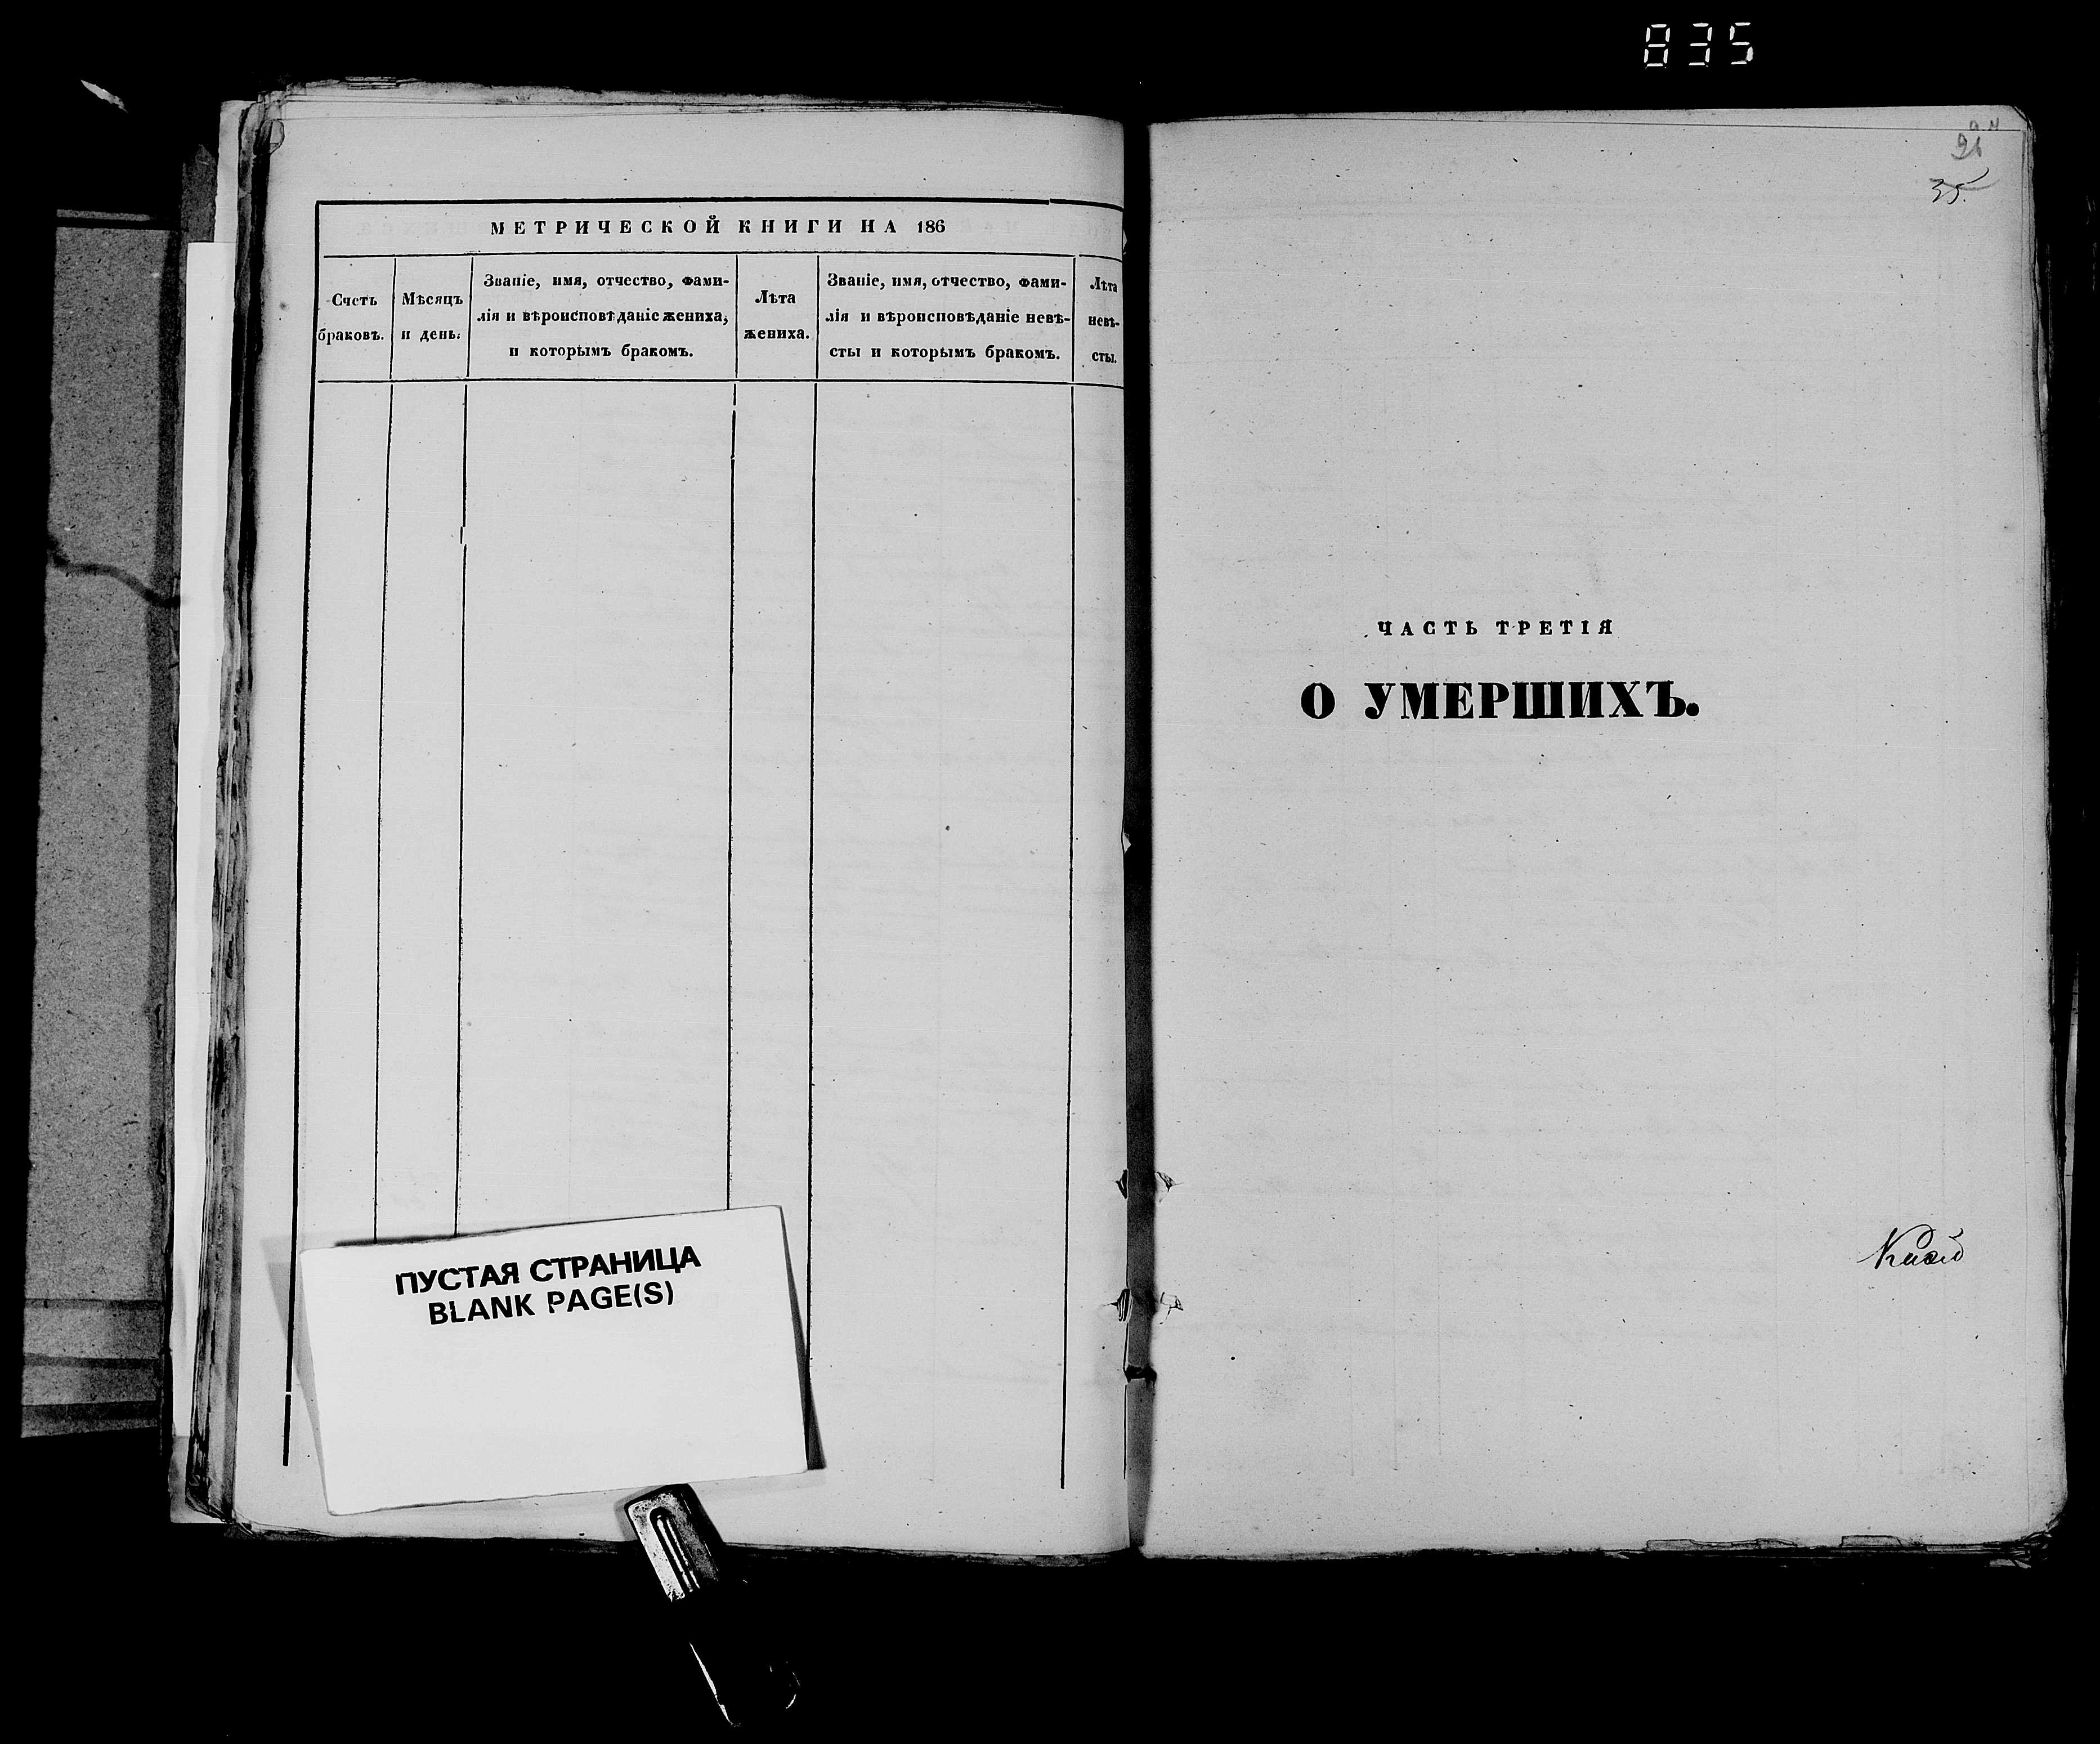 835
МЕТРИЧЕСКОЙ КНИГИ НА 186
Счетъ
браковъ.
Мѣсяцъ
и день.
Званіе, имя, отчество, фами-
лія и вѣроисповѣданіе жениха,
и которымъ бракомъ.
Лѣта
жениха.
Званіе, имя, отчество, фами-
лія и вѣроисповѣданіе невѣ-
сты и которымъ бракомъ.
Лѣта
невѣ-
сты.
ПУСТАЯ СТРАНИЦА
BLANK PAGE(S)
35.
ЧАСТЬ ТРЕТІЯ
О УМЕРШИХЪ.